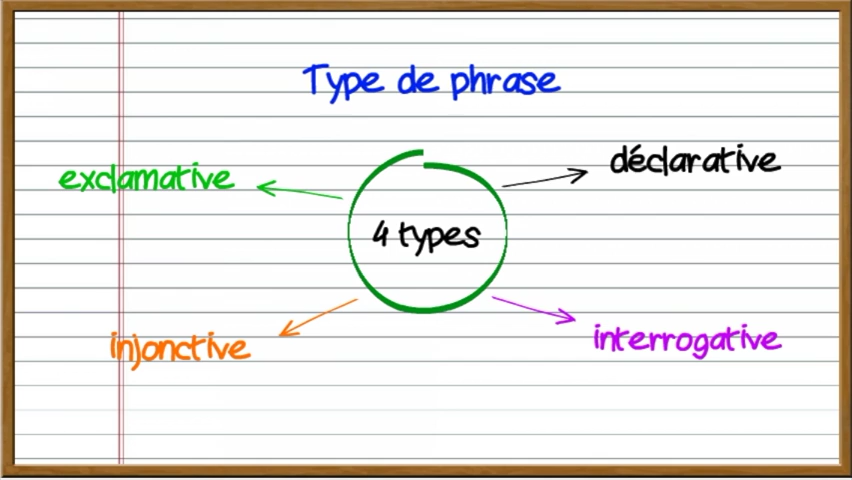 Type de phrase
déclarative
exclamative
4 types
interrogative
injonctive